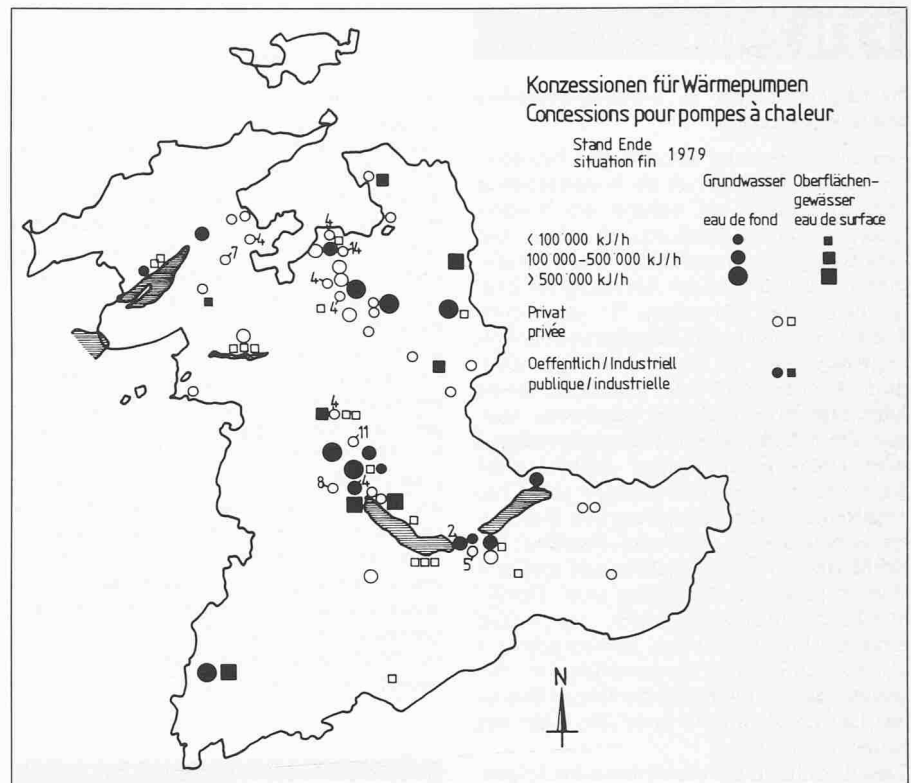 Konzessionen für Wärmepumpen
Concessions pour pompes à chaleur
Stand Ende
situation fin 1979
Grundwasser Oberflächen-
gewässer
eau de fond eau de surface
< 100'000 kJ/h
100'000-500'000 kJ/h
> 500'000 kJ/h
Privat
privée
Oeffentlich/Industriell
publique/industrielle
4
4
14
7
4
4
4
11
8
4
2
5
N